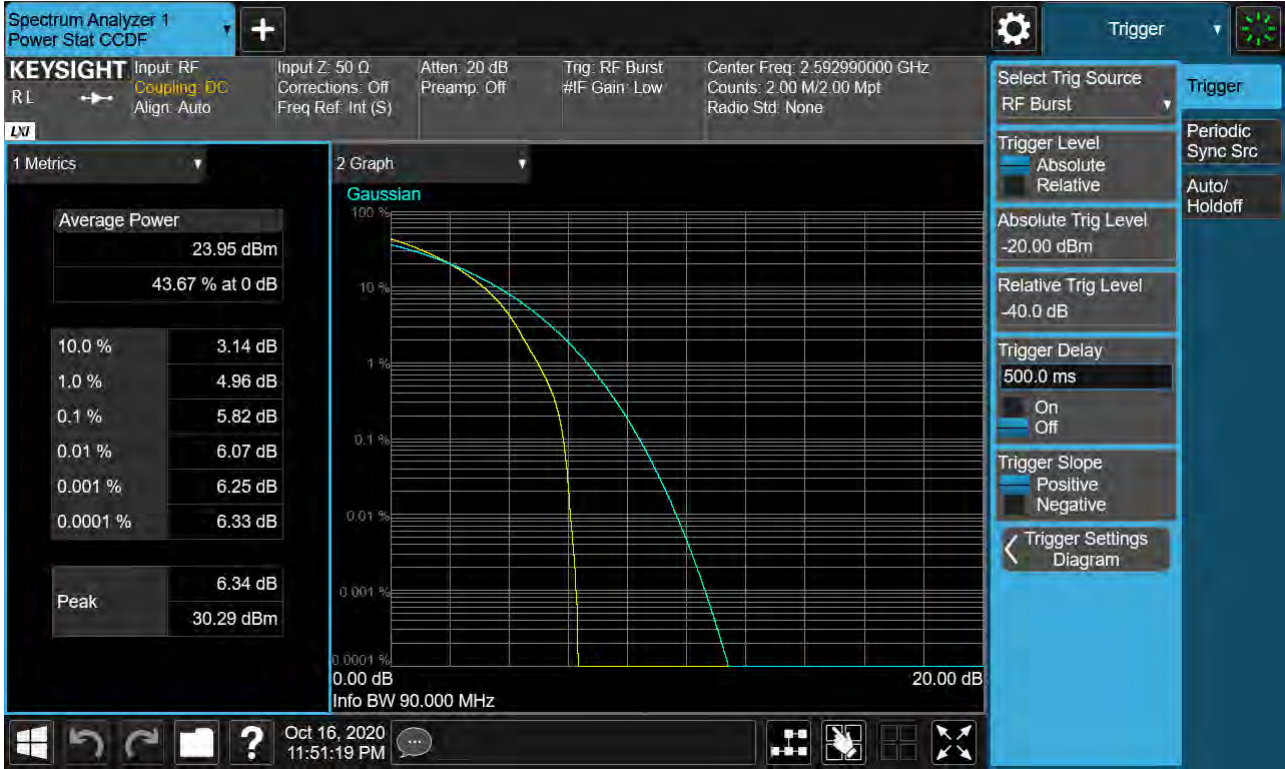 Spectrum Analyzer 1
Power Stat CCDF
+
Trigger
KEYSIGHT
RL
LXI
Input: RF
Coupling: DC
Align: Auto
Input Z: 50 Ω
Corrections: Off
Freq Ref: Int (S)
Atten: 20 dB
Preamp: Off
Trig: RF Burst
#IF Gain: Low
Center Freq: 2.592990000 GHz
Counts: 2.00 M/2.00 Mpt
Radio Std: None
1 Metrics
Average Power
23.95 dBm
43.67 % at 0 dB
10.0 % 3.14 dB
1.0 % 4.96 dB
0.1 % 5.82 dB
0.01 % 6.07 dB
0.001 % 6.25 dB
0.0001 % 6.33 dB
Peak
6.34 dB
30.29 dBm
2 Graph
Gaussian
100 %
10 %
1 %
0.1 %
0.01 %
0.001 %
0.0001 %
0.00 dB 20.00 dB
Info BW 90.000 MHz
Select Trig Source
RF Burst
Trigger Level
Absolute
Relative
Absolute Trig Level
-20.00 dBm
Relative Trig Level
-40.0 dB
Trigger Delay
500.0 ms
On
Off
Trigger Slope
Positive
Negative
Trigger Settings
Diagram
Trigger
Periodic
Sync Src
Auto/
Holdoff
?
Oct 16, 2020
11:51:19 PM